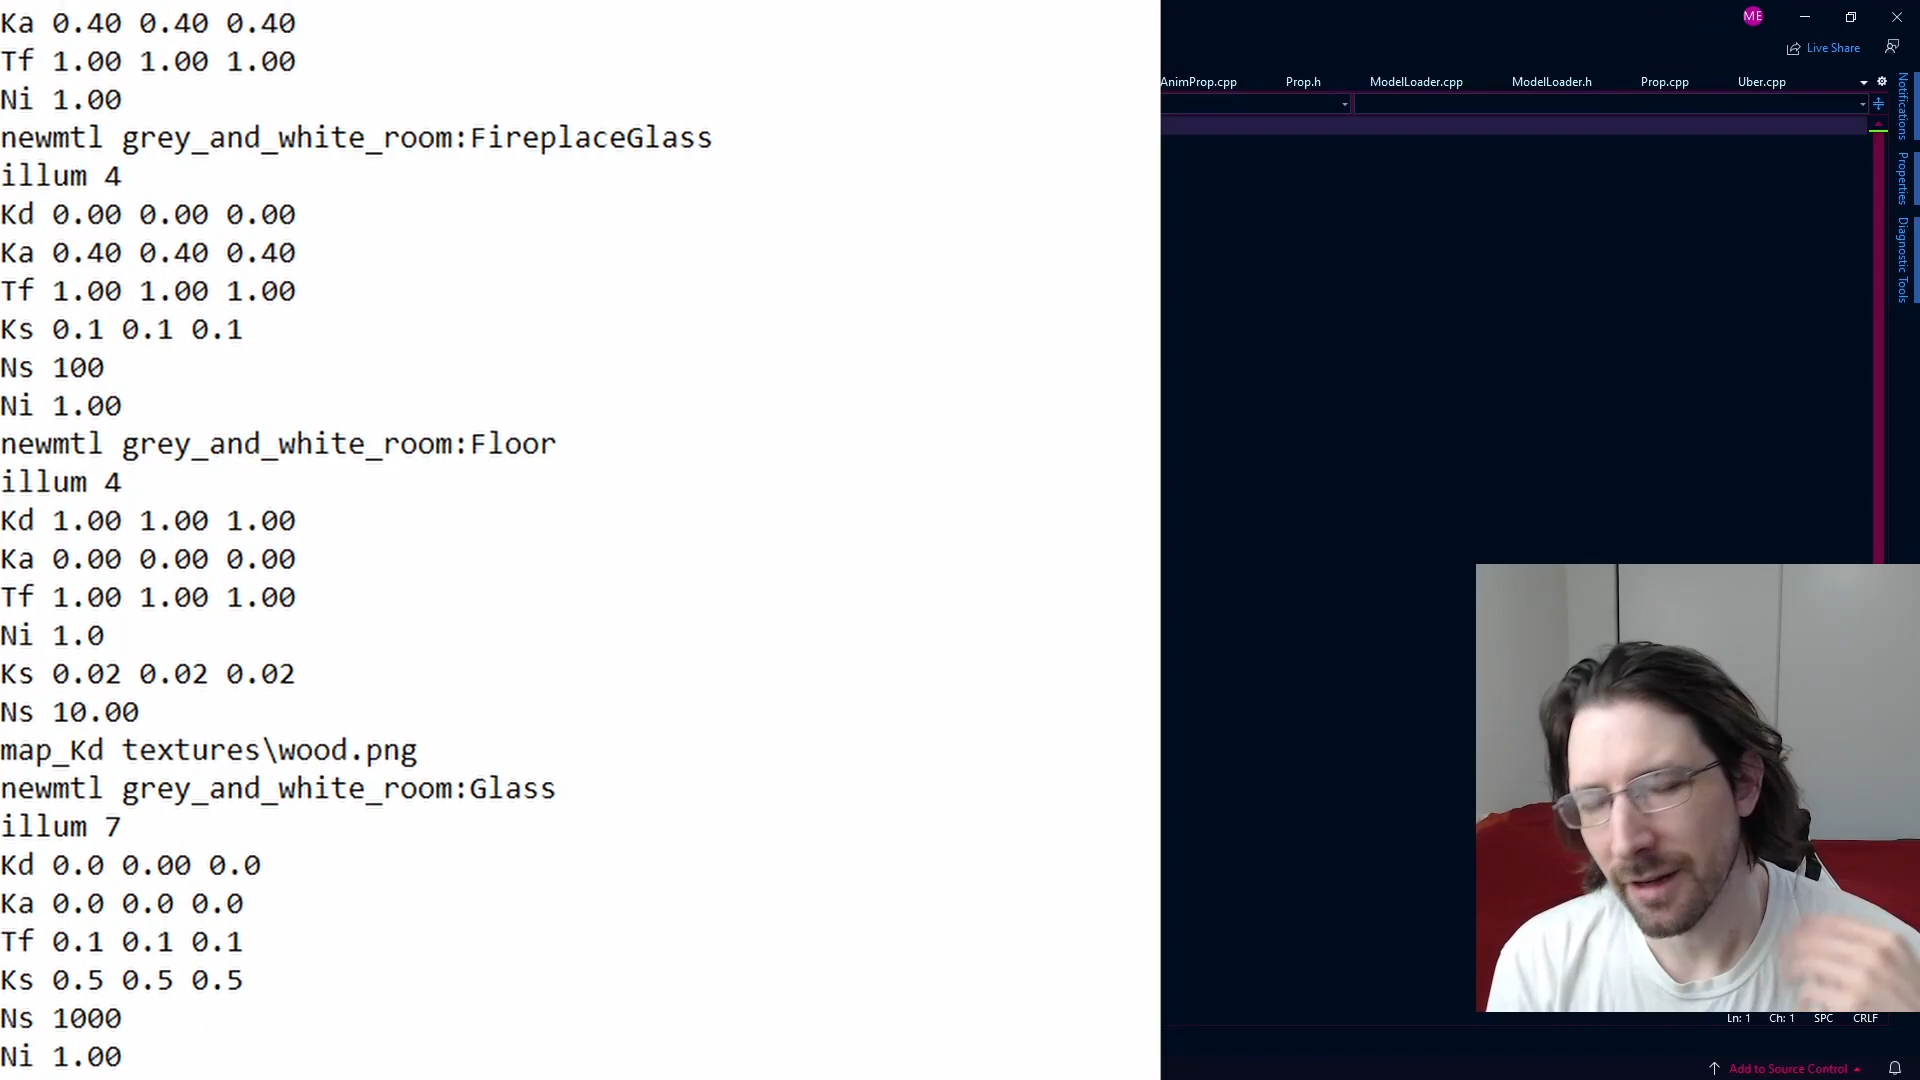 Ka 0.40 0.40 0.40
Tf 1.00 1.00 1.00
Ni 1.00
newmtl grey_and_white_room:FireplaceGlass
illum 4
Kd 0.00 0.00 0.00
Ka 0.40 0.40 0.40
Tf 1.00 1.00 1.00
Ks 0.1 0.1 0.1
Ns 100
Ni 1.00
newmtl grey_and_white_room:Floor
illum 4
Kd 1.00 1.00 1.00
Ka 0.00 0.00 0.00
Tf 1.00 1.00 1.00
Ni 1.0
Ks 0.02 0.02 0.02
Ns 10.00
map_Kd textures\wood.png
newmtl grey_and_white_room:Glass
illum 7
Kd 0.0 0.00 0.0
Ka 0.0 0.0 0.0
Tf 0.1 0.1 0.1
Ks 0.5 0.5 0.5
Ns 1000
Ni 1.00
ME
Live Share
AnimProp.cpp Prop.h ModelLoader.cpp ModelLoader.h Prop.cpp Uber.cpp
Notifications
Properties
Diagnostic Tools
Ln: 1 Ch: 1 SPC CRLF
Add to Source Control